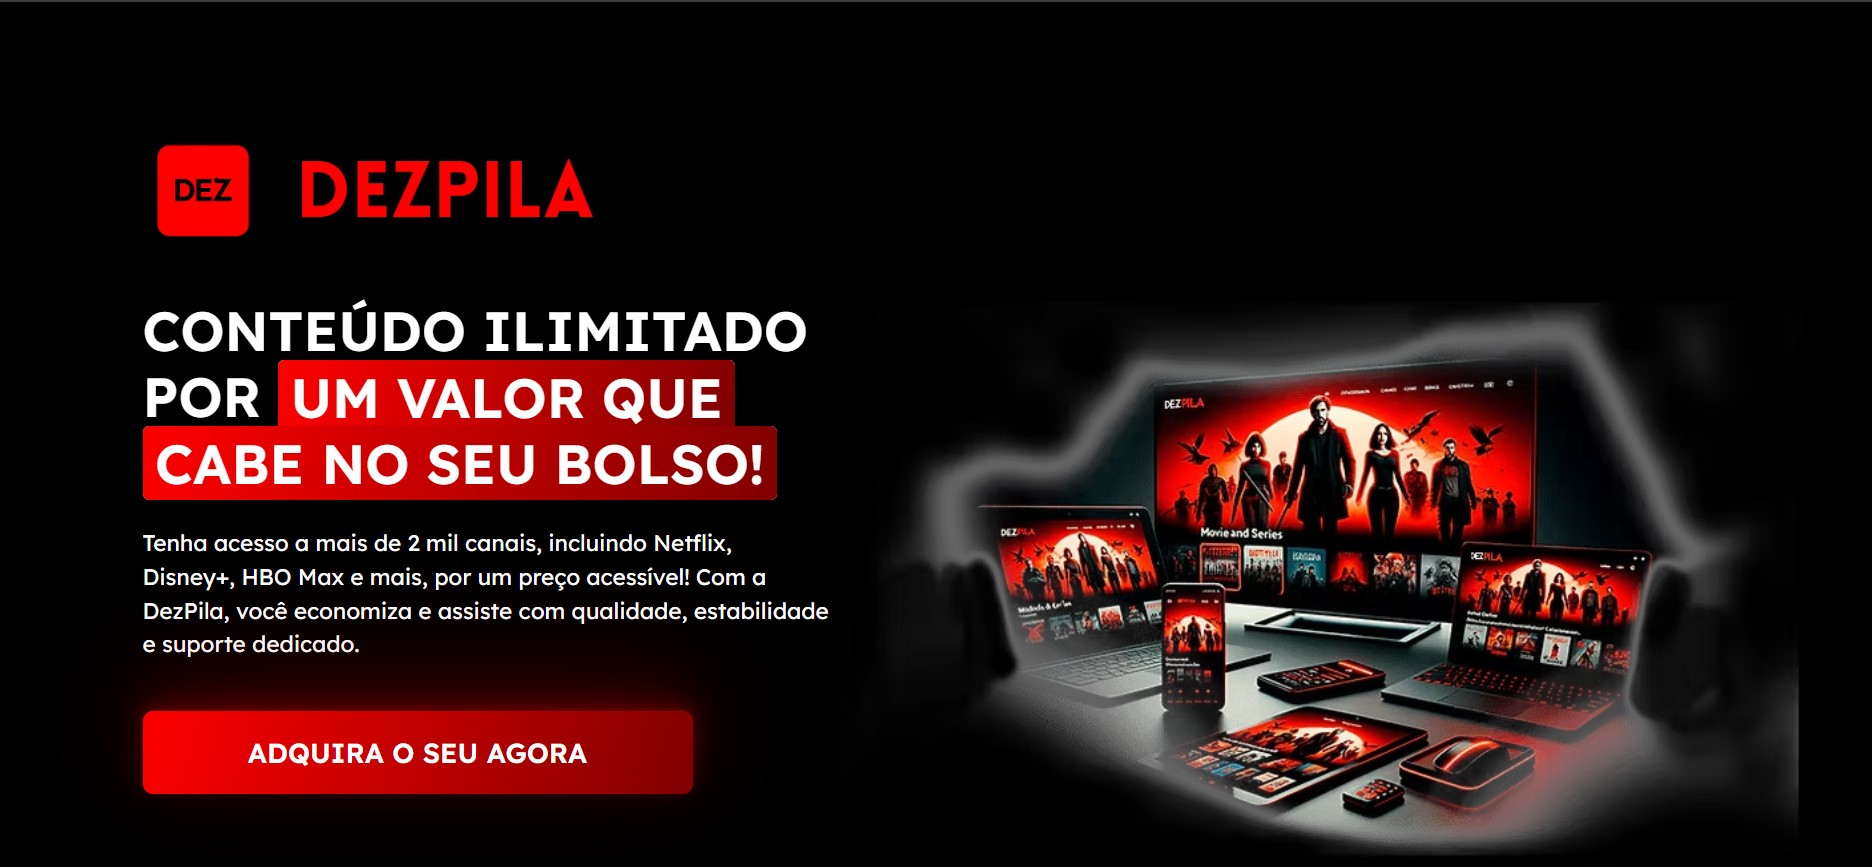 DEZ
DEZPILA
CONTEÚDO ILIMITADO
POR UM VALOR QUE
CABE NO SEU BOLSO!
Tenha acesso a mais de 2 mil canais, incluindo Netflix,
Disney+, HBO Max e mais, por um preço acessível! Com a
DezPila, você economiza e assiste com qualidade, estabilidade
e suporte dedicado.
ADQUIRA O SEU AGORA
DEZPILA
Movie and Series
DEZPILA
DEZPILA